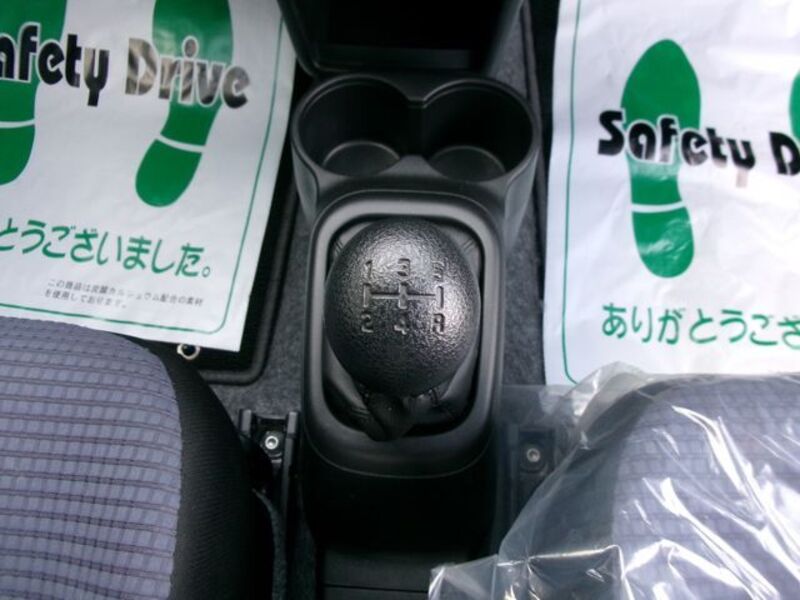 afety Drive
とうございました。
この商品は炭酸カルシュウム配合の素材
を使用しております。
1 3 5
2 4 R
Safety D
ありがとうござい